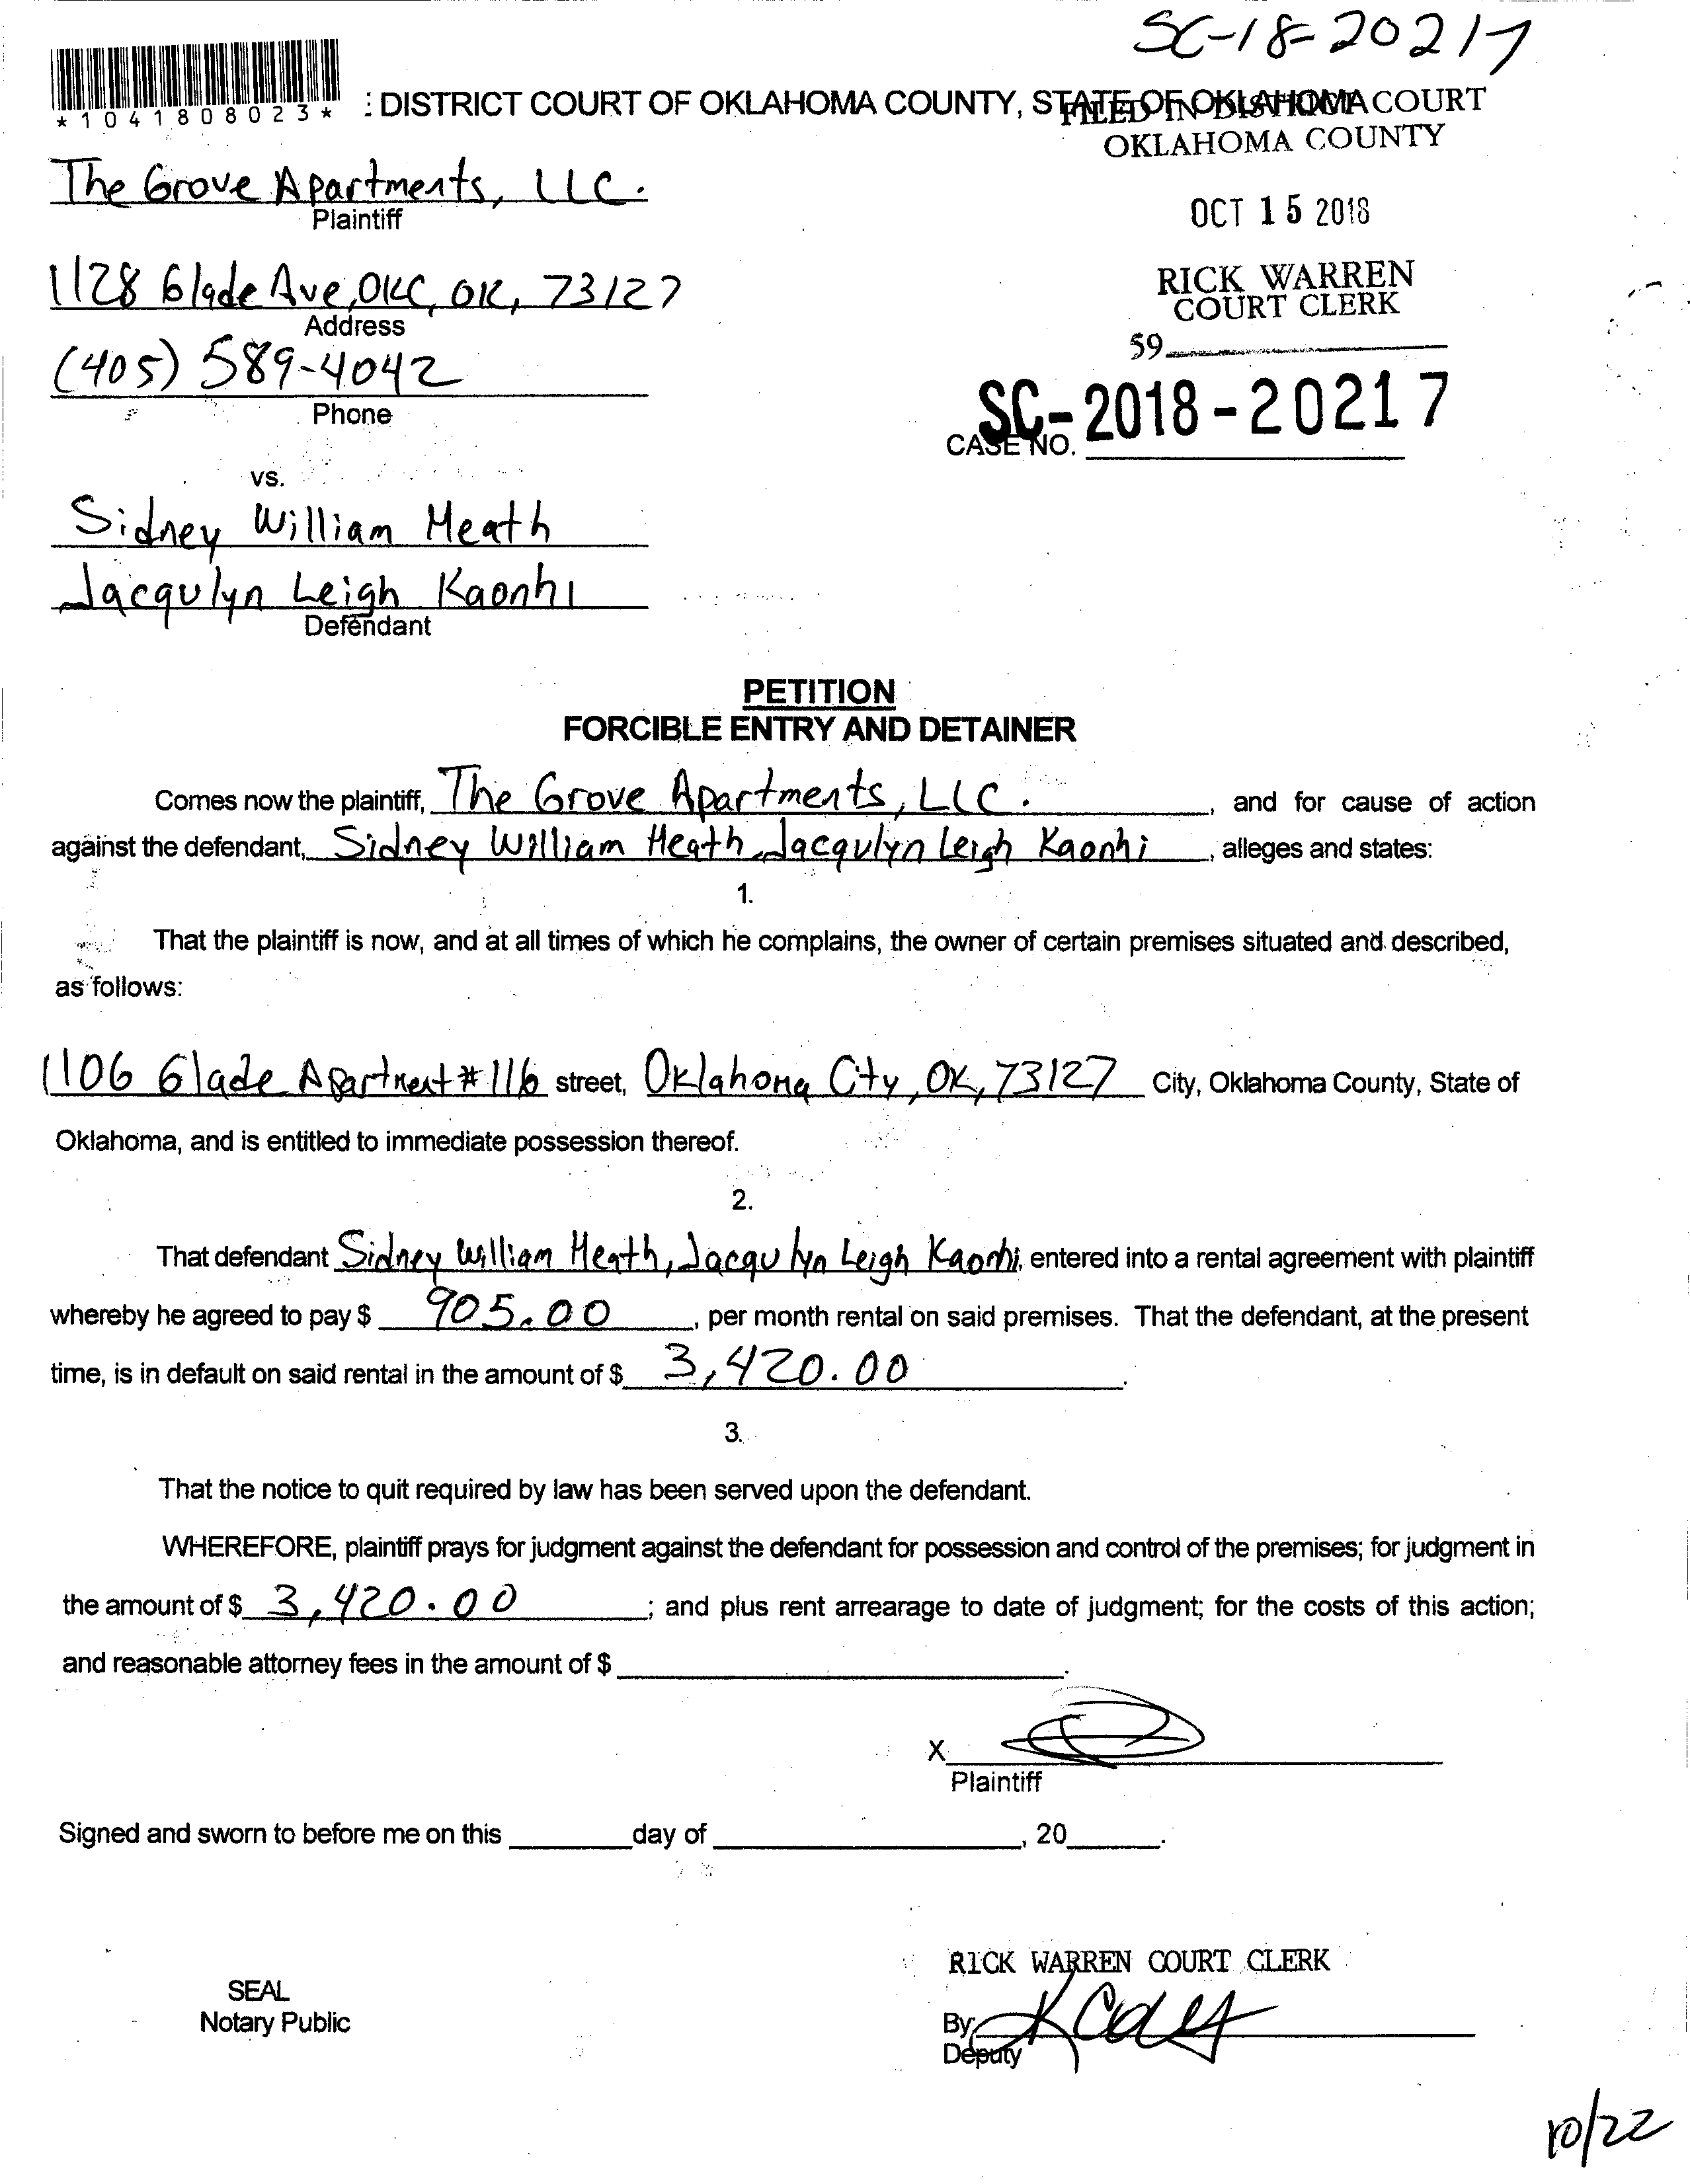 SC-18-20217
*1041808023*
: DISTRICT COURT OF OKLAHOMA COUNTY, STATE OF OKLAHOMA
FILED IN DISTRICT COURT
OKLAHOMA COUNTY
The Grove Apartments, LLC.
Plaintiff
OCT 15 2018
1128 Glade Ave, OKC, OK, 73127
Address
RICK WARREN
COURT CLERK
(405) 589-4042
Phone
59
SC-2018-20217
CASE NO.
vs.
Sidney William Heath
Jacqulyn Leigh Kaonhi
Defendant
PETITION
FORCIBLE ENTRY AND DETAINER
Comes now the plaintiff, The Grove Apartments, LLC. , and for cause of action
against the defendant, Sidney William Heath, Jacqulyn Leigh Kaonhi , alleges and states:
1.
That the plaintiff is now, and at all times of which he complains, the owner of certain premises situated and described,
as follows:
1106 Glade Apartment #116 street, Oklahoma City, OK, 73127 City, Oklahoma County, State of
Oklahoma, and is entitled to immediate possession thereof.
2.
That defendant Sidney William Heath, Jacqulyn Leigh Kaonhi, entered into a rental agreement with plaintiff
whereby he agreed to pay $ 905.00 , per month rental on said premises. That the defendant, at the present
time, is in default on said rental in the amount of $ 3,420.00 .
3.
That the notice to quit required by law has been served upon the defendant.
WHEREFORE, plaintiff prays for judgment against the defendant for possession and control of the premises; for judgment in
the amount of $ 3,420.00 ; and plus rent arrearage to date of judgment; for the costs of this action;
and reasonable attorney fees in the amount of $ .
X
Plaintiff
Signed and sworn to before me on this day of , 20 .
RICK WARREN COURT CLERK
SEAL
Notary Public
By
Deputy
10/22